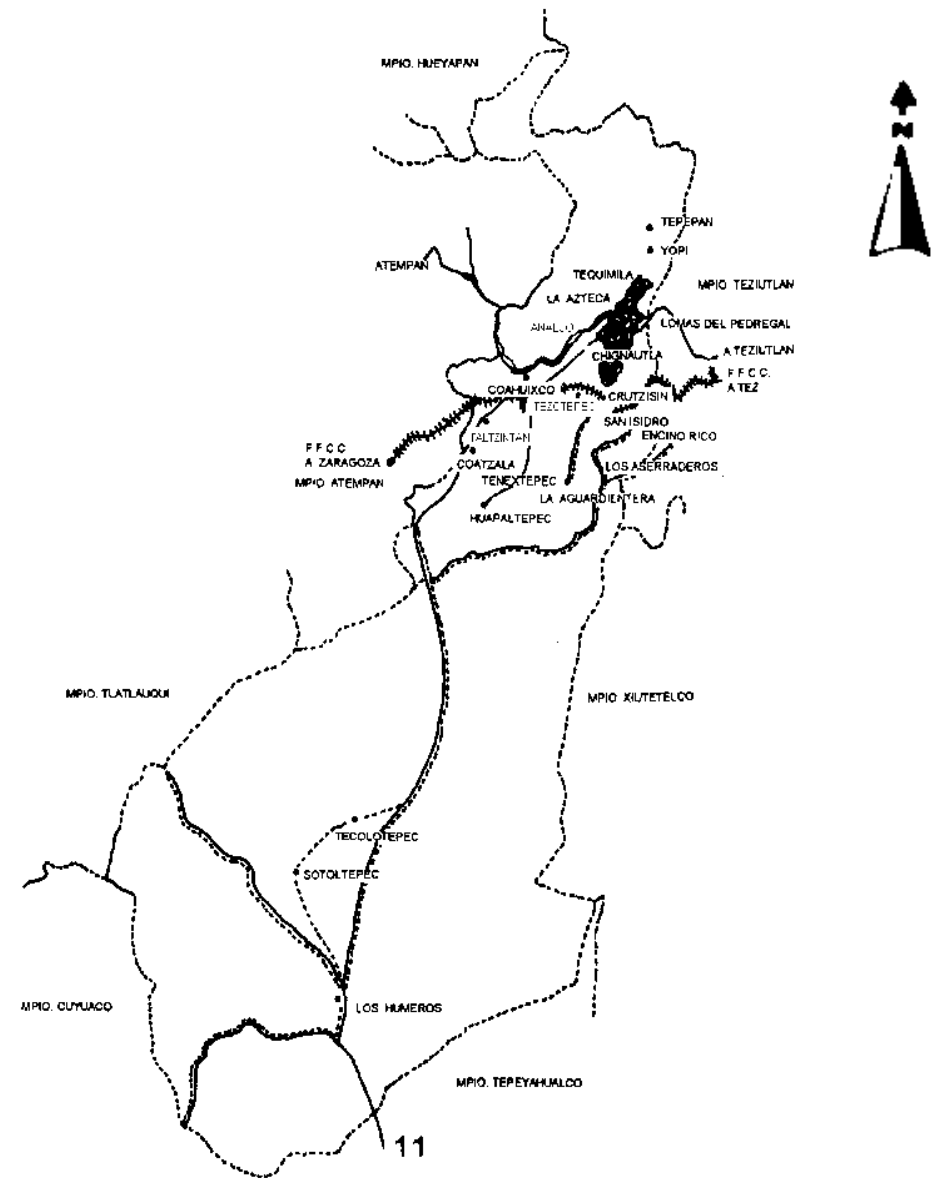 MPIO. HUEYAPAN
N
TEPEPAN
YOPI
ATEMPAN
TEQUIMILA
MPIO TEZIUTLAN
LA AZTECA
ANALCO
LOMAS DEL PEDREGAL
CHIGNAUTLA
A TEZIUTLAN
F.F.C.C.
A TEZ
COAHUIXCO
CRUTZISIN
TEZCTEPEC
SAN ISIDRO
TALTZINTAN
ENCINO RICO
F.F.C.C
A ZARAGOZA
COATZALA
LOS ASERRADEROS
MPIO ATEMPAN
TENEXTEPEC
LA AGUARDIENTERA
HUAPALTEPEC
MPIO. TLATLAUQUI
MPIO XIUTETELCO
TECOLOTEPEC
SOTOLTEPEC
MPIO. CUYUACO
LOS HUMEROS
MPIO. TEPEYAHUALCO
11